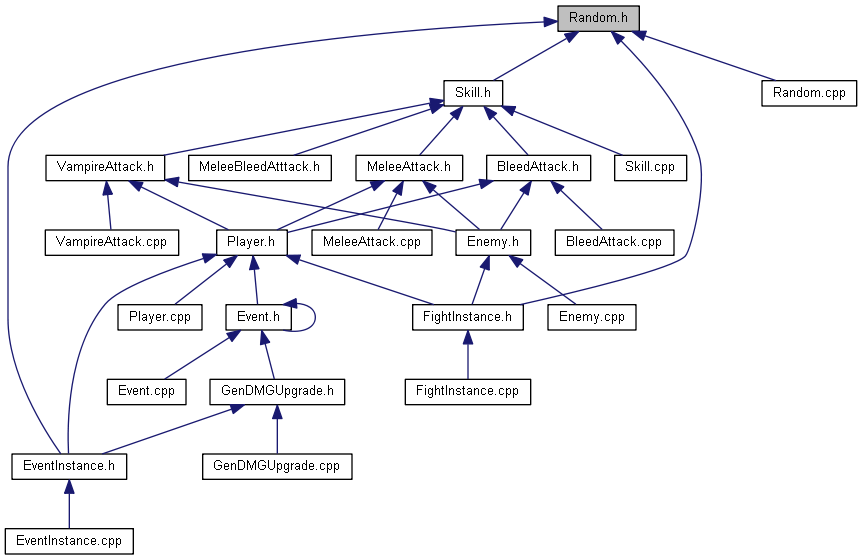 Random.h
Skill.h
Random.cpp
VampireAttack.h
MeleeBleedAtttack.h
MeleeAttack.h
BleedAttack.h
Skill.cpp
VampireAttack.cpp
Player.h
MeleeAttack.cpp
Enemy.h
BleedAttack.cpp
Player.cpp
Event.h
FightInstance.h
Enemy.cpp
Event.cpp
GenDMGUpgrade.h
FightInstance.cpp
EventInstance.h
GenDMGUpgrade.cpp
EventInstance.cpp